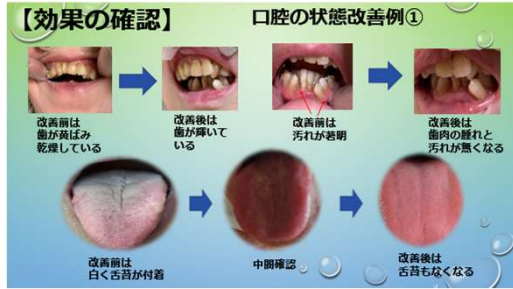 【効果の確認】
口腔の状態改善例①
改善前は
歯が黄ばみ
乾燥している
改善後は
歯が輝いて
いる
改善前は
汚れが著明
改善後は
歯肉の腫れと
汚れが無くなる
改善前は
白く舌苔が付着
中間確認
改善後は
舌苔もなくなる